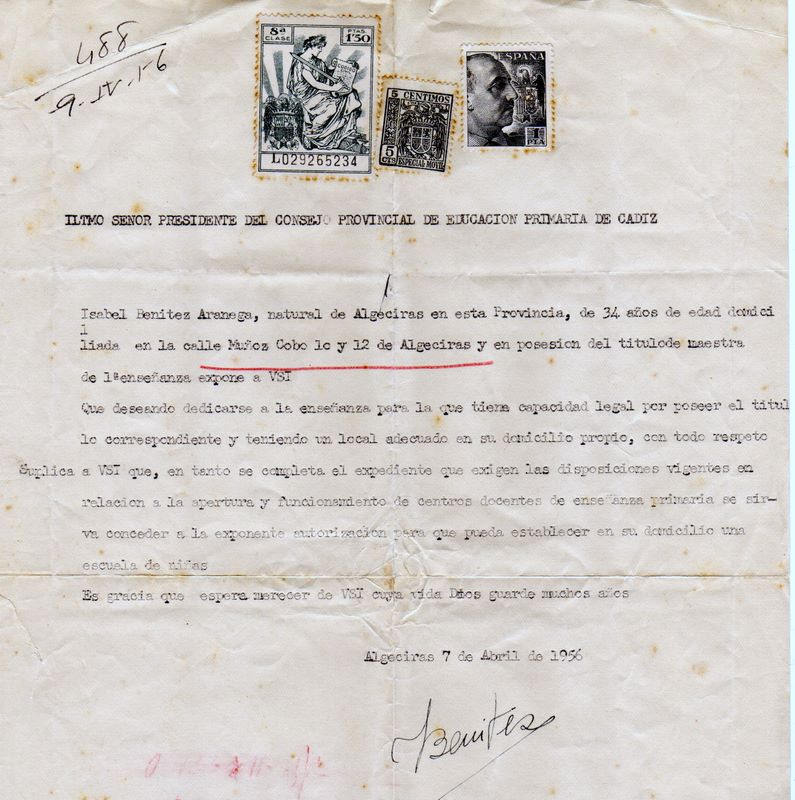 488
9-IV-56
8ª CLASE
PTAS. 1'50
L029265234
5 CENTIMOS
5 CTS ESPECIAL MOVIL
ESPAÑA
1 PTA
ILTMO SENOR PRESIDENTE DEL CONSEJO PROVINCIAL DE EDUCACION PRIMARIA DE CADIZ
Isabel Benitez Aranega, natural de Algeciras en esta Provincia, de 34 años de edad domici
l
liada en la calle Muñoz Cobo 1o y 12 de Algeciras y en posesion del titulode maestra
de 1ªenseñanza expone a VSI
Que deseando dedicarse a la enseñanza para la que tiene capacidad legal por poseer el titul
lo correspondiente y teniendo un local adecuado en su domicilio propio, con todo respeto
Suplica a VSI que, en tanto se completa el expediente que exigen las disposiciones vigentes en
relacion a la apertura y funcionamiento de centros docentes de enseñanza primaria se sir-
va conceder a la exponente autorizacion para que pueda establecer en su domicilio una
escuela de niñas
Es gracia que espera merecer de VSI cuya vida Dios guarde muchos años
Algeciras 7 de Abril de 1956
Benitez